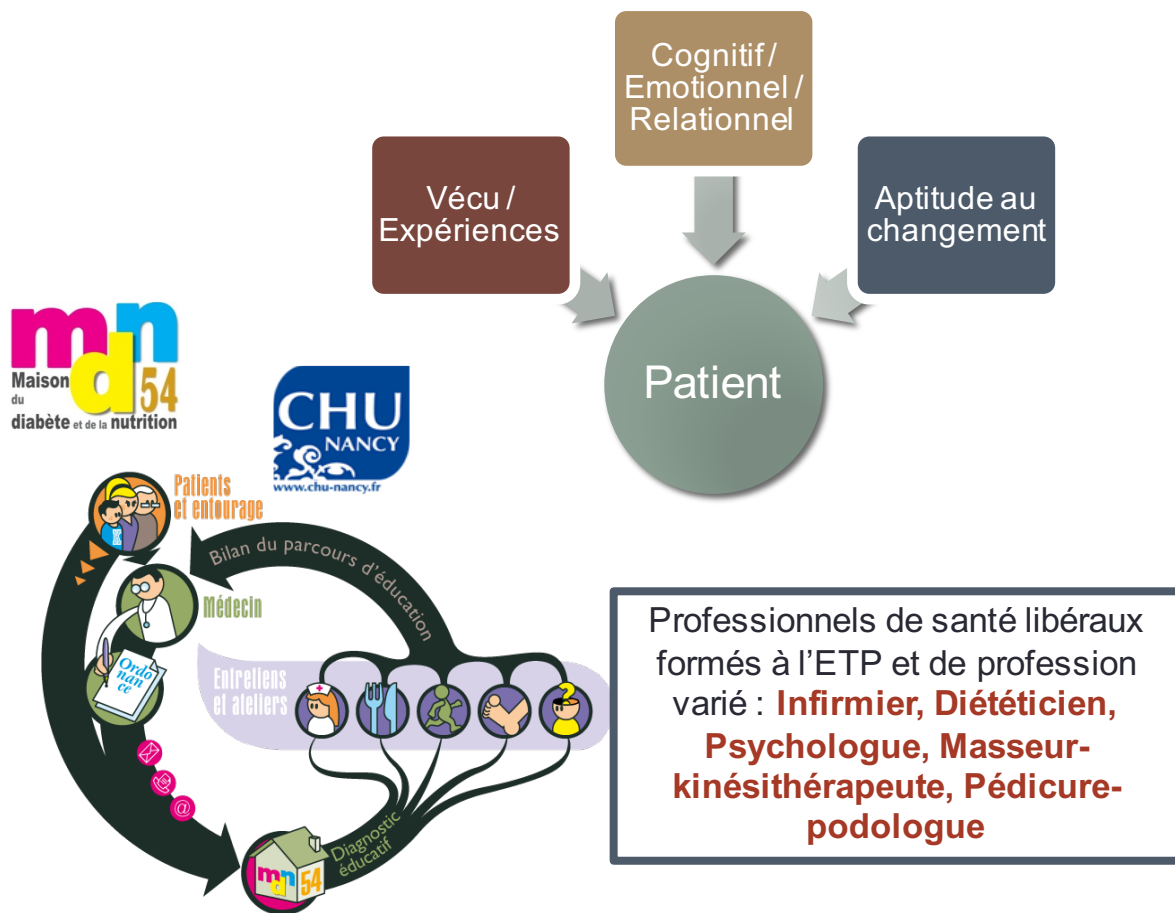 Cognitif /
Emotionnel /
Relationnel
Vécu /
Expériences
Aptitude au
changement
Patient
mdn
54
Maison
du
diabète et de la nutrition
CHU
NANCY
www.chu-nancy.fr
Patients
et entourage
Bilan du parcours d'éducation
Médecin
Ordo
nan
ce
Entretiens
et ateliers
?
@
Diagnostic
éducatif
mdn 54
Professionnels de santé libéraux
formés à l'ETP et de profession
varié : Infirmier, Diététicien,
Psychologue, Masseur-
kinésithérapeute, Pédicure-
podologue